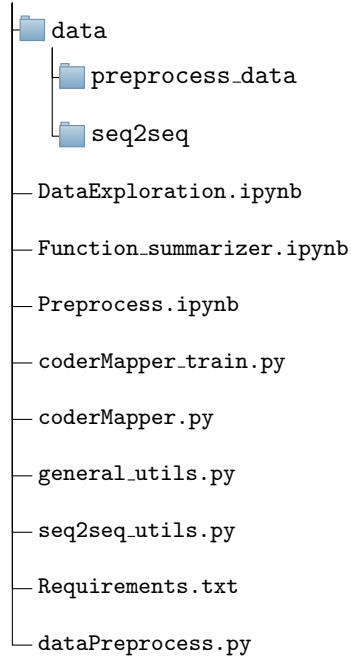 data
preprocess_data
seq2seq
DataExploration.ipynb
Function_summarizer.ipynb
Preprocess.ipynb
coderMapper_train.py
coderMapper.py
general_utils.py
seq2seq_utils.py
Requirements.txt
dataPreprocess.py